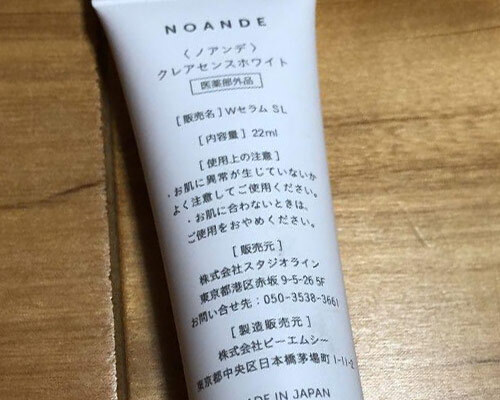 NOANDE
〈ノアンデ〉
クレアセンスホワイト
医薬部外品
[販売名]WセラムSL
[内容量]22ml
[使用上の注意]
・お肌に異常が生じていないか
よく注意してご使用ください。
・お肌に合わないときは、
ご使用をおやめください。
[販売元]
株式会社スタジオライン
東京都港区赤坂9-5-26 5F
お問い合せ先:050-3538-3661
[製造販売元]
株式会社ピーエムシー
東京都中央区日本橋茅場町1-11-2
MADE IN JAPAN